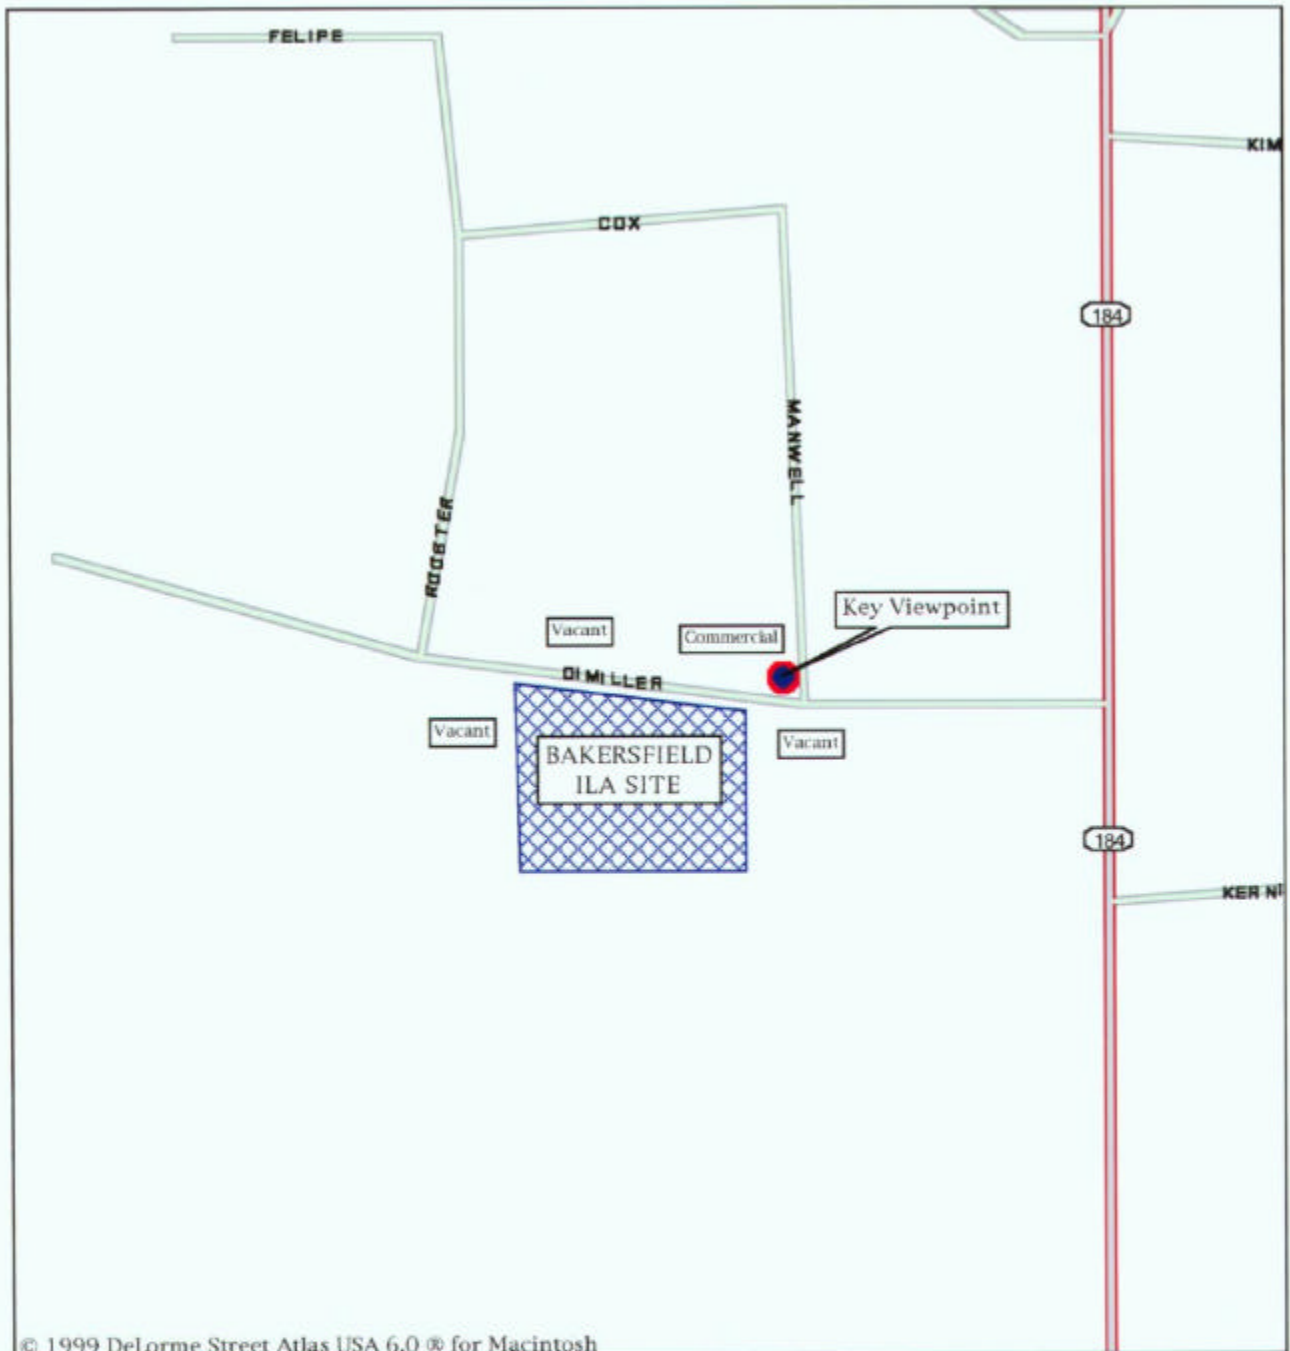 FELIPE
KIM
COX
184
MANWELL
ROOSTER
Key Viewpoint
Vacant
Commercial
DI MILLER
Vacant
Vacant
BAKERSFIELD
ILA SITE
184
© 1999 DeLorme Street Atlas USA 6.0 ® for Macintosh